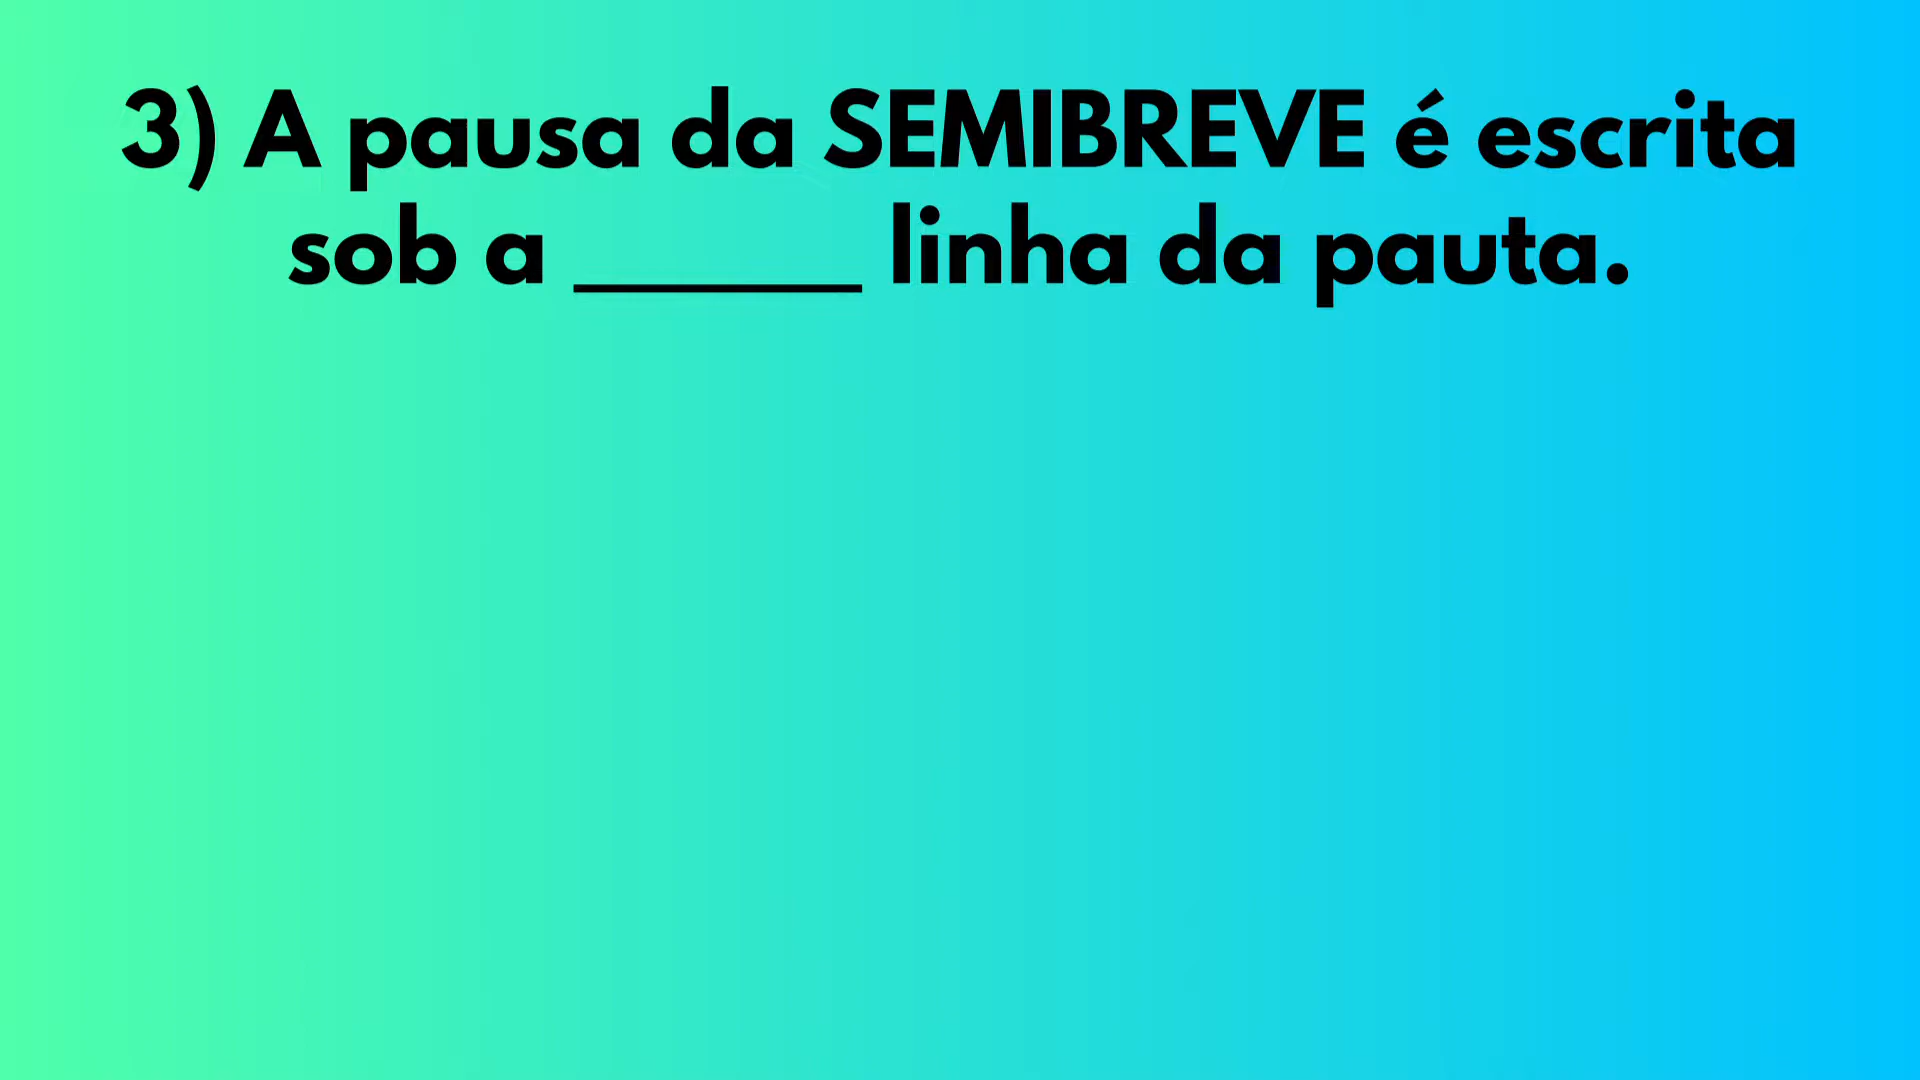 3) A pausa da SEMIBREVE é escrita
sob a ______ linha da pauta.